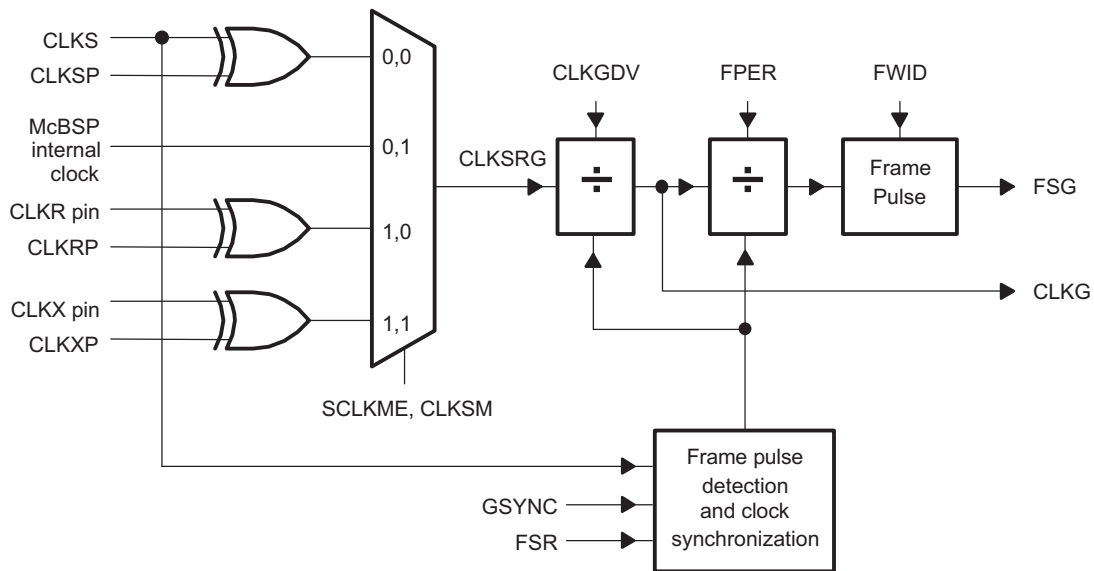 CLKS
CLKSP
McBSP
internal
clock
CLKR pin
CLKRP
CLKX pin
CLKXP
0,0
0,1
1,0
1,1
SCLKME, CLKSM
CLKSRG
CLKGDV
÷
FPER
÷
FWID
Frame
Pulse
FSG
CLKG
GSYNC
FSR
Frame pulse
detection
and clock
synchronization